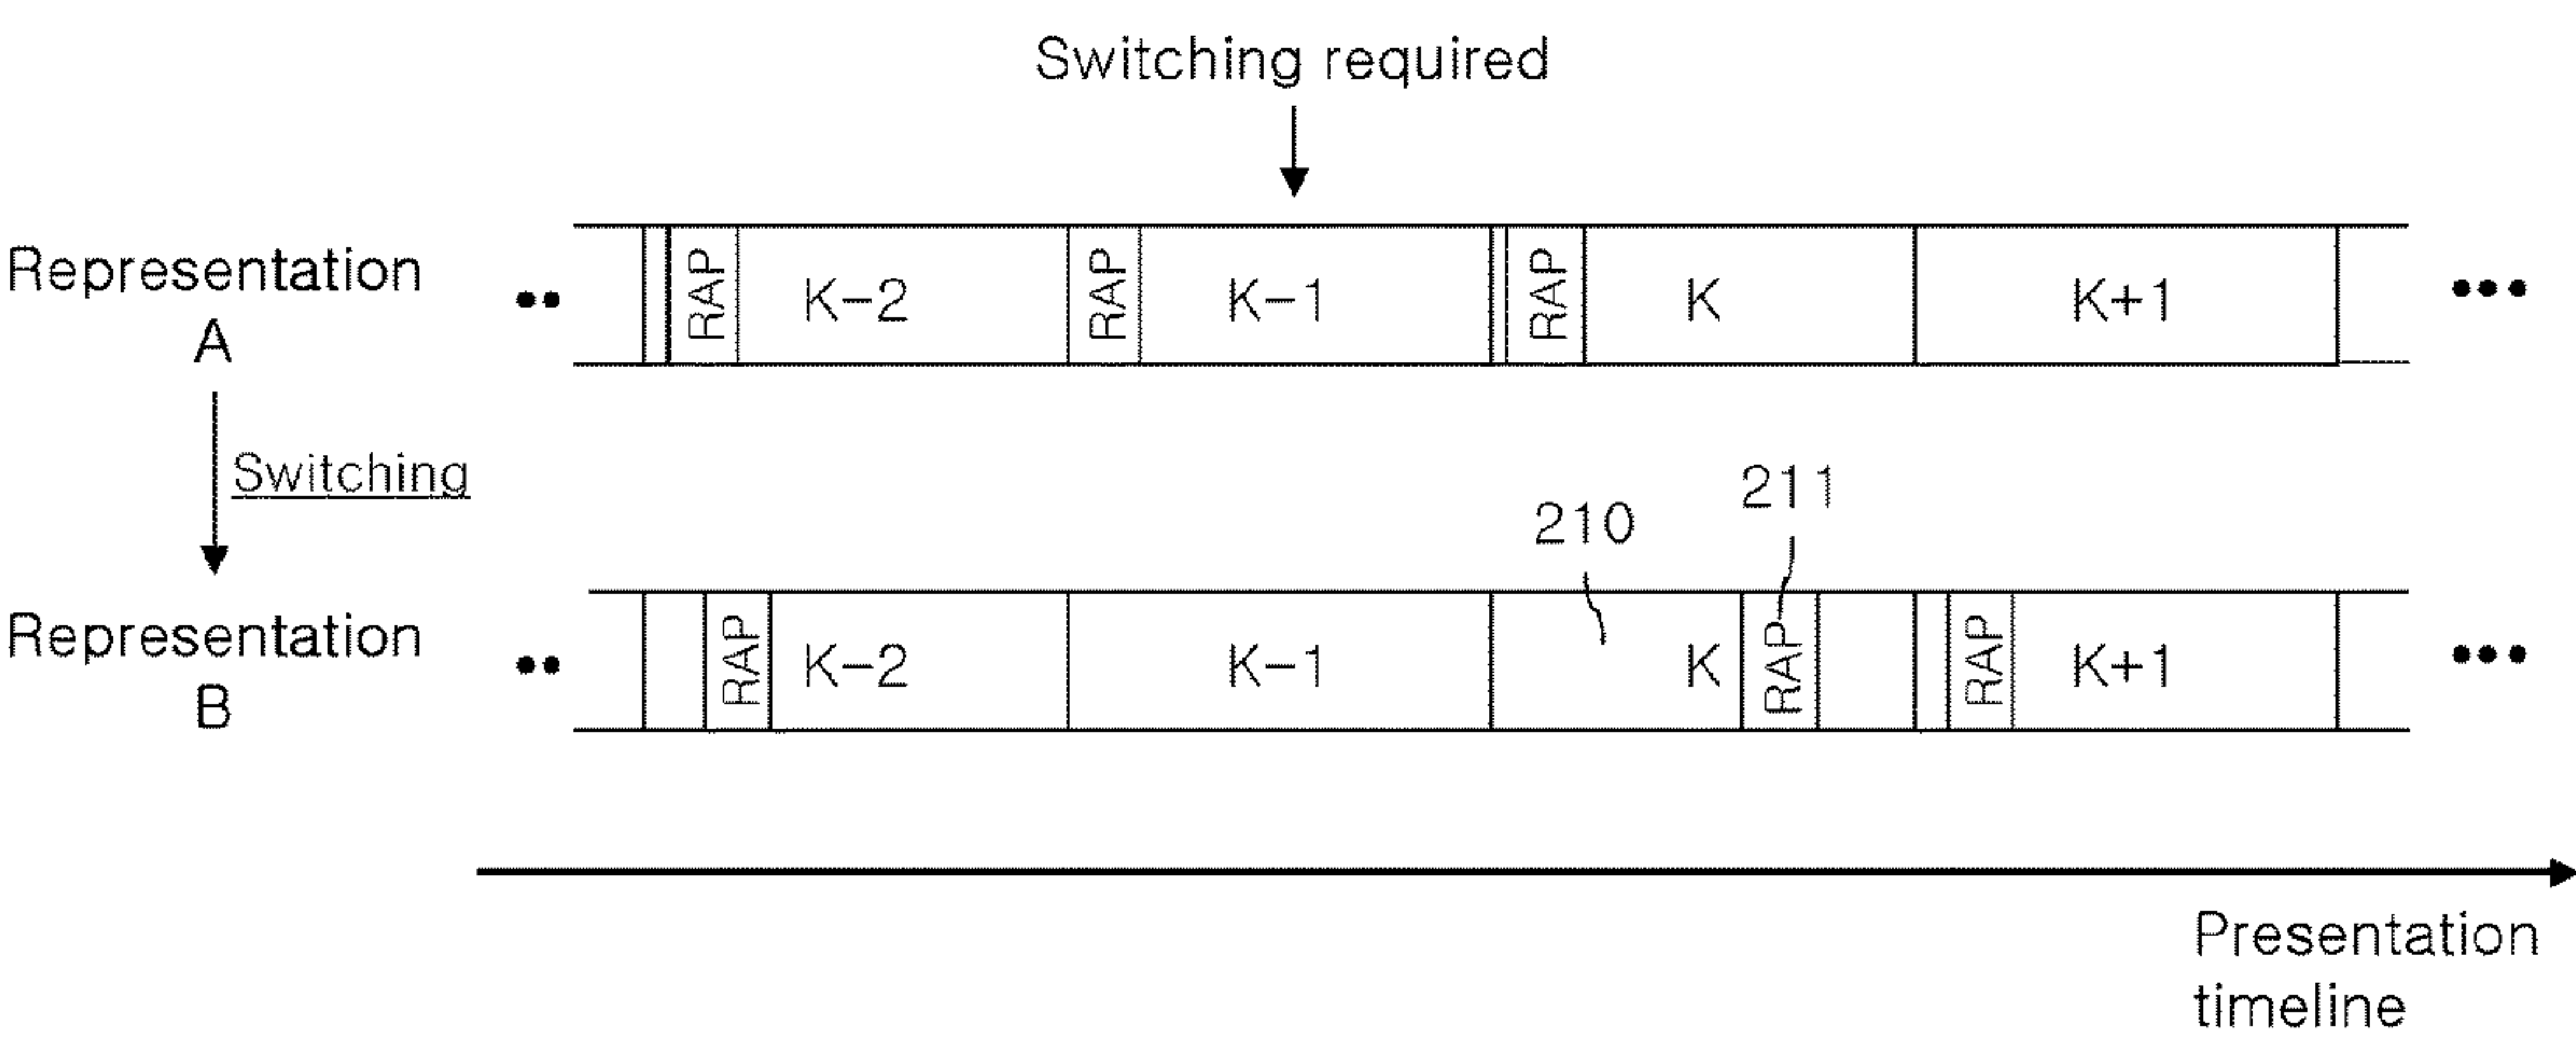 Switching required
Representation
A
•• RAP K-2 RAP K-1 RAP K K+1 •••
Switching
210
211
Representation
B
•• RAP K-2 K-1 K RAP RAP K+1 •••
Presentation
timeline